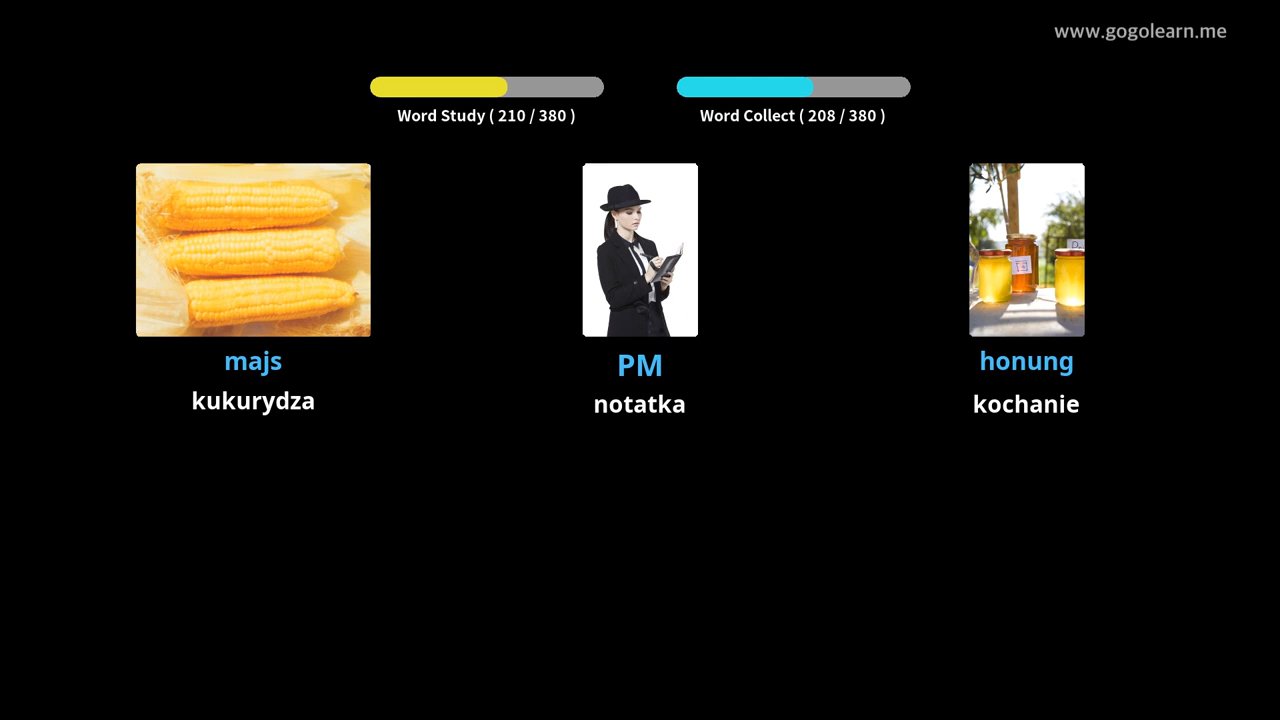 www.gogolearn.me
Word Study ( 210 / 380 )
Word Collect ( 208 / 380 )
majs
PM
honung
kukurydza
notatka
kochanie